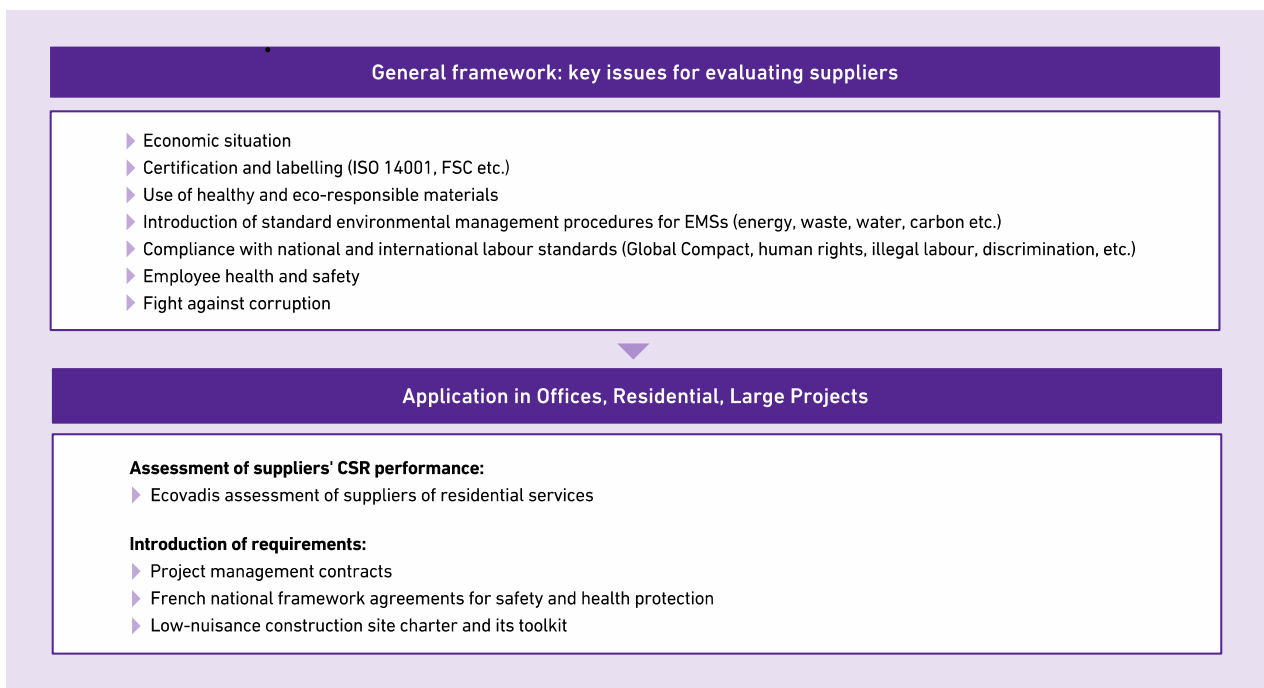 General framework: key issues for evaluating suppliers
Economic situation
Certification and labelling (ISO 14001, FSC etc.)
Use of healthy and eco-responsible materials
Introduction of standard environmental management procedures for EMSs (energy, waste, water, carbon etc.)
Compliance with national and international labour standards (Global Compact, human rights, illegal labour, discrimination, etc.)
Employee health and safety
Fight against corruption
Application in Offices, Residential, Large Projects
Assessment of suppliers' CSR performance:
Ecovadis assessment of suppliers of residential services
Introduction of requirements:
Project management contracts
French national framework agreements for safety and health protection
Low-nuisance construction site charter and its toolkit